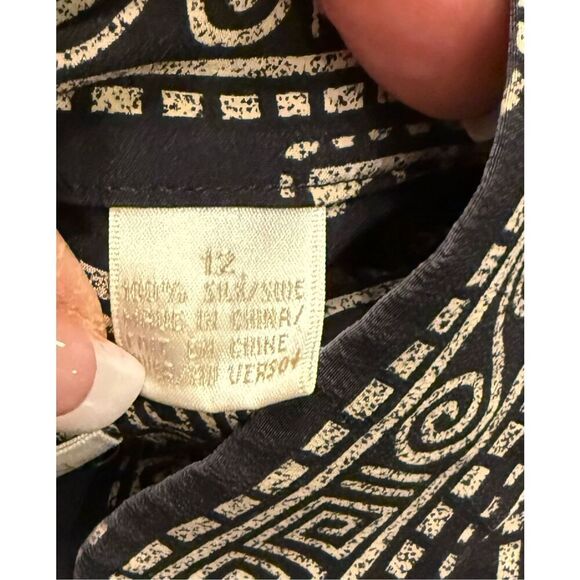 12
100% SILK/SOIE
MADE IN CHINA/
FAIT EN CHINE
VERSO